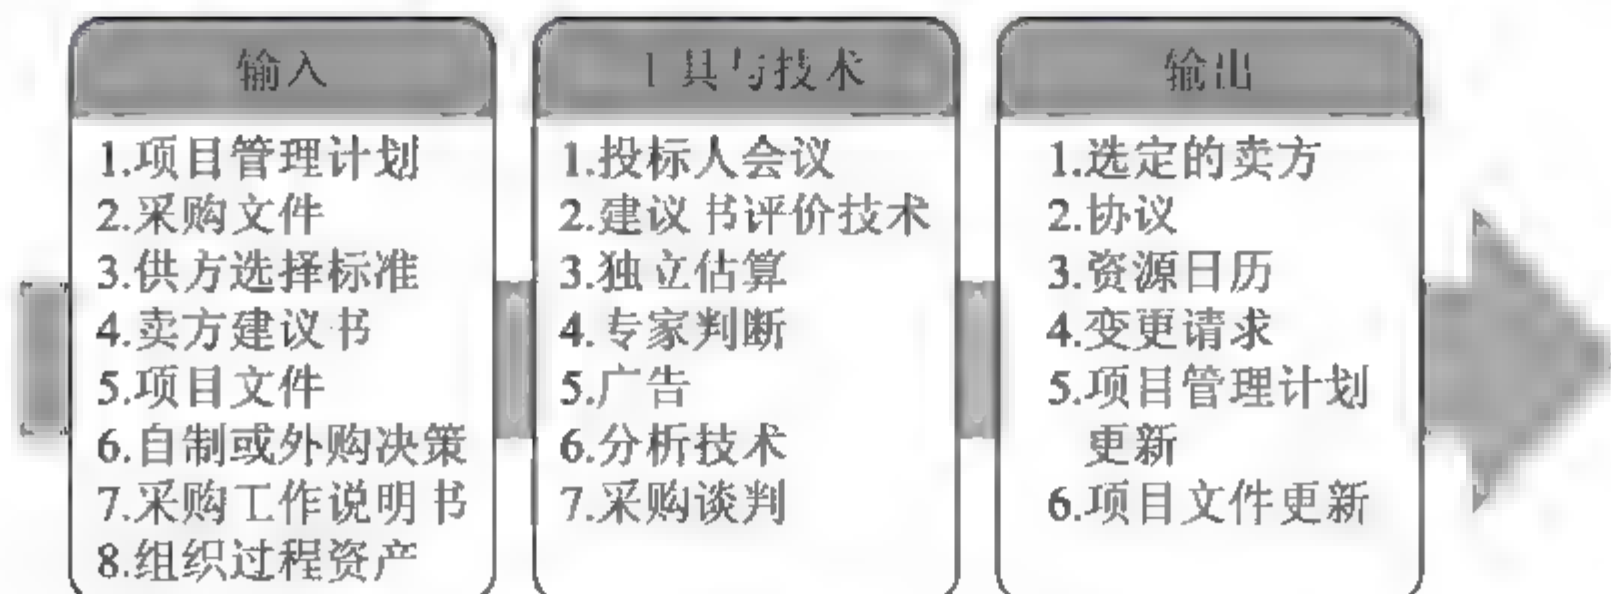 输入
1.项目管理计划
2.采购文件
3.供方选择标准
4.卖方建议书
5.项目文件
6.自制或外购决策
7.采购工作说明书
8.组织过程资产
工具与技术
1.投标人会议
2.建议书评价技术
3.独立估算
4.专家判断
5.广告
6.分析技术
7.采购谈判
输出
1.选定的卖方
2.协议
3.资源日历
4.变更请求
5.项目管理计划
更新
6.项目文件更新